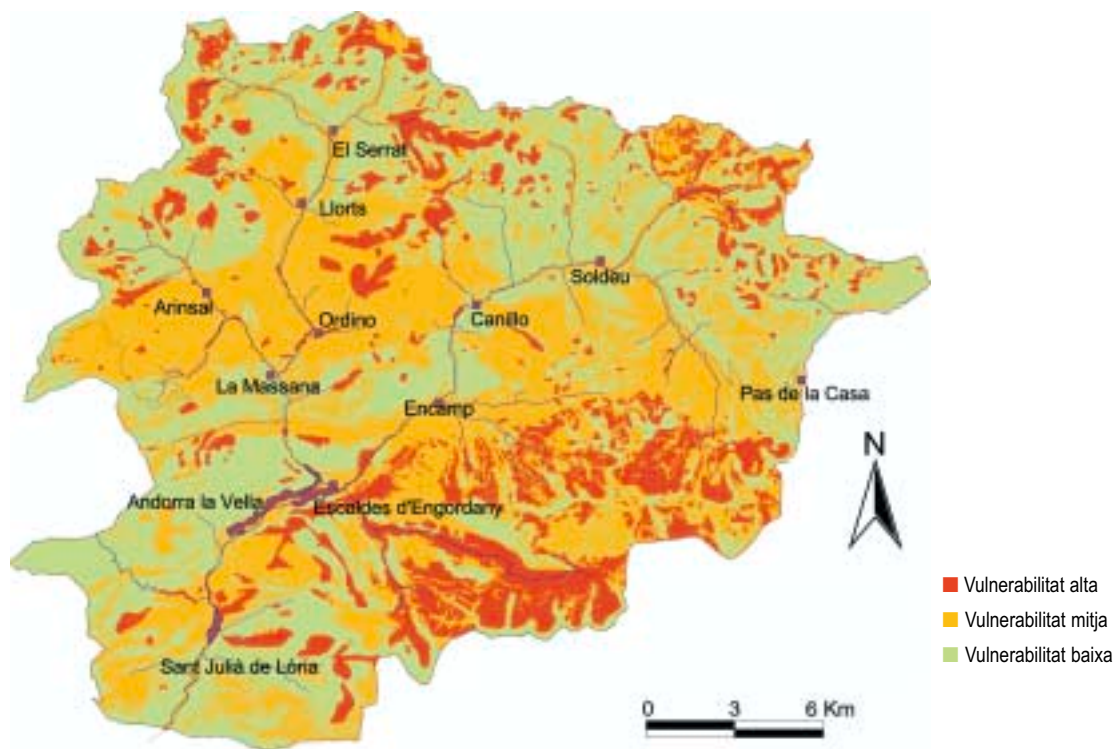 El Serrat
Llorts
Soldau
Arinsal
Ordino
Canillo
La Massana
Pas de la Casa
Encamp
N
Andorra la Vella
Escaldes d'Engordany
Vulnerabilitat alta
Vulnerabilitat mitja
Vulnerabilitat baixa
Sant Julià de Lòria
0 3 6 Km